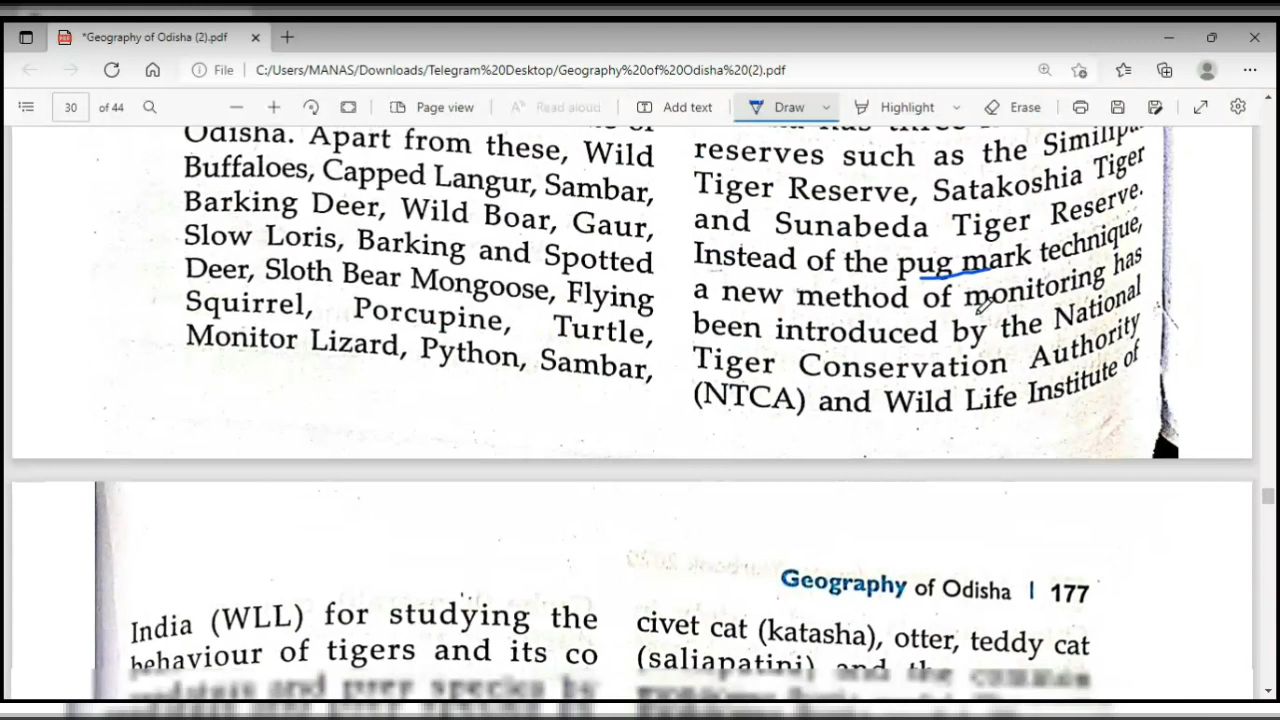 *Geography of Odisha (2).pdf
File
C:/Users/MANAS/Downloads/Telegram%20Desktop/Geography%20of%20Odisha%20(2).pdf
30
of 44
Page view
Read aloud
Add text
Draw
Highlight
Erase
Odisha. Apart from these, Wild
Buffaloes, Capped Langur, Sambar,
Barking Deer, Wild Boar, Gaur,
Slow Loris, Barking and Spotted
Deer, Sloth Bear Mongoose, Flying
Squirrel, Porcupine, Turtle,
Monitor Lizard, Python, Sambar,
has three
reserves such as the Similipal
Tiger Reserve, Satakoshia Tiger
and Sunabeda Tiger Reserve.
Instead of the pug mark technique,
a new method of monitoring has
been introduced by the National
Tiger Conservation Authority
(NTCA) and Wild Life Institute of
Geography of Odisha | 177
India (WLL) for studying the
behaviour of tigers and its co
civet cat (katasha), otter, teddy cat
(saliapatini) and the common